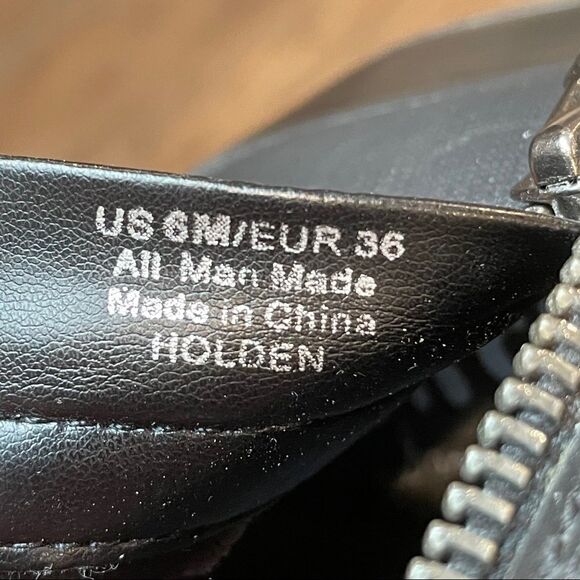 US 6M/EUR 36
All Man Made
Made in China
HOLDEN